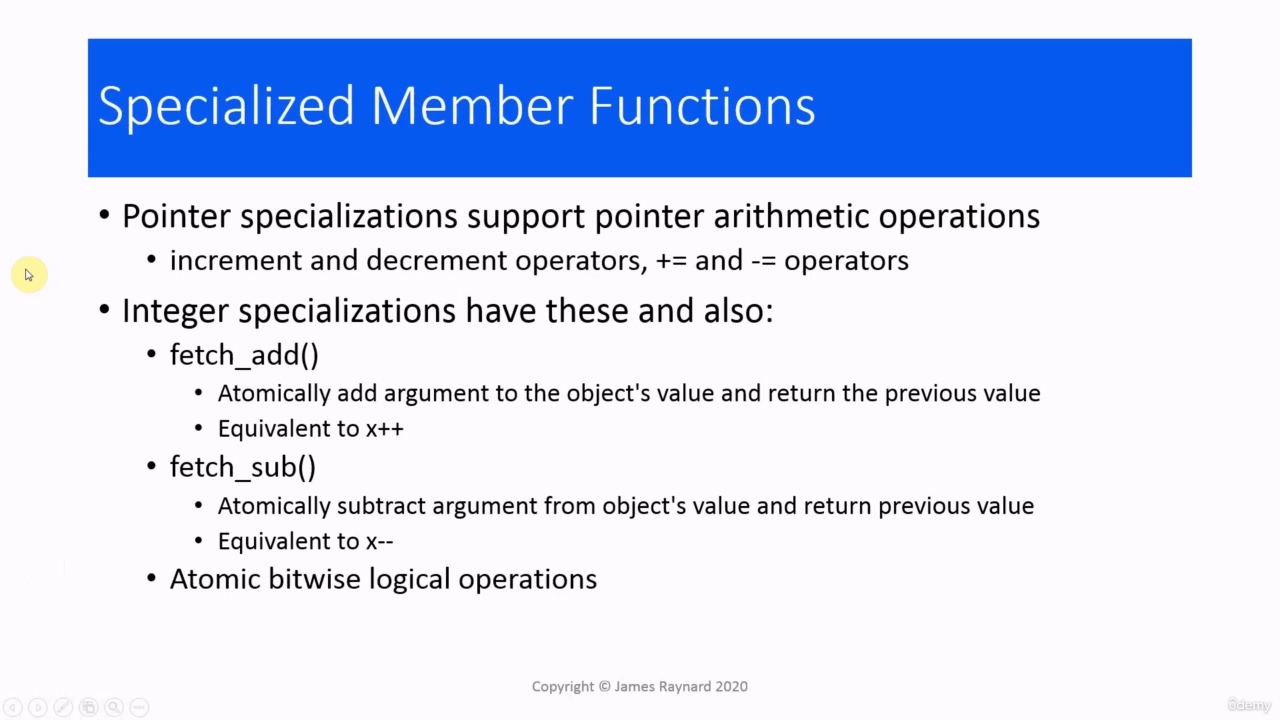 Specialized Member Functions
• Pointer specializations support pointer arithmetic operations
• increment and decrement operators, += and -= operators
• Integer specializations have these and also:
• fetch_add()
• Atomically add argument to the object's value and return the previous value
• Equivalent to x++
• fetch_sub()
• Atomically subtract argument from object's value and return previous value
• Equivalent to x--
• Atomic bitwise logical operations
Copyright © James Raynard 2020
ûdemy